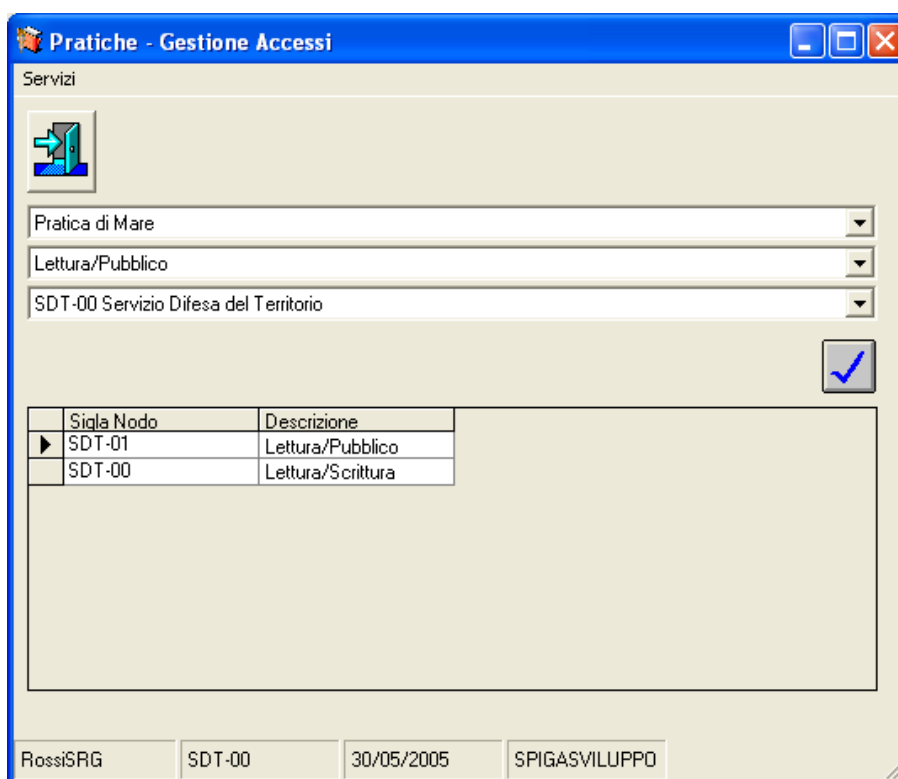 Pratiche - Gestione Accessi
Servizi
Pratica di Mare
Lettura/Pubblico
SDT-00 Servizio Difesa del Territorio
Sigla Nodo Descrizione
SDT-01 Lettura/Pubblico
SDT-00 Lettura/Scrittura
RossiSRG SDT-00 30/05/2005 SPIGASVILUPPO